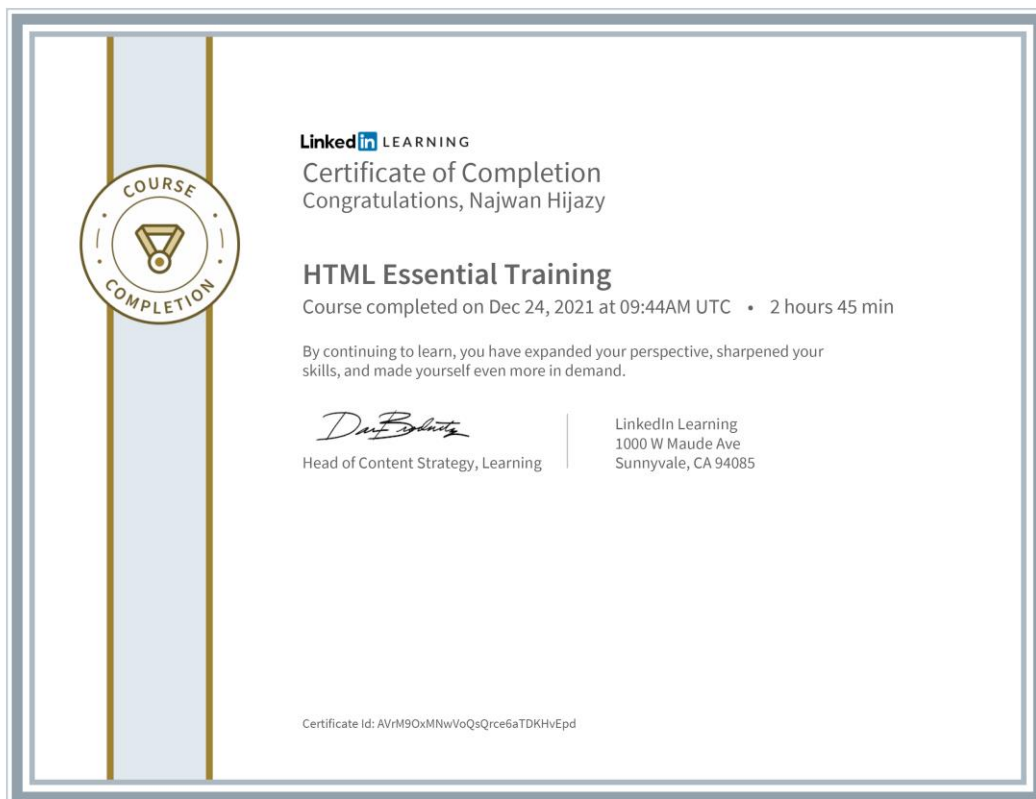 LinkedIn LEARNING
Certificate of Completion
Congratulations, Najwan Hijazy
COURSE
COMPLETION
HTML Essential Training
Course completed on Dec 24, 2021 at 09:44AM UTC • 2 hours 45 min
By continuing to learn, you have expanded your perspective, sharpened your
skills, and made yourself even more in demand.
Head of Content Strategy, Learning
LinkedIn Learning
1000 W Maude Ave
Sunnyvale, CA 94085
Certificate Id: AVrM9OxMNwVoQsQrce6aTDKHvEpd